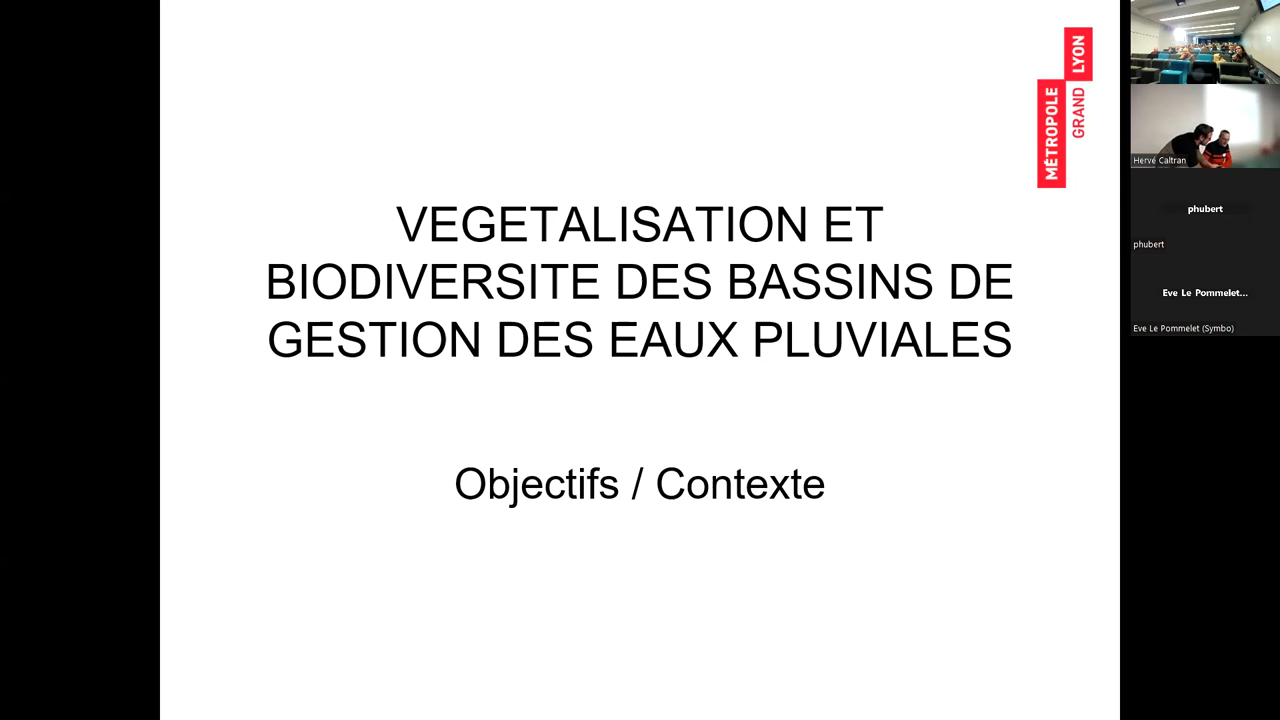 MÉTROPOLE
GRAND LYON
VEGETALISATION ET
BIODIVERSITE DES BASSINS DE
GESTION DES EAUX PLUVIALES
Objectifs / Contexte
Hervé Caltran
phubert
phubert
Eve Le Pommelet...
Eve Le Pommelet (Symbo)